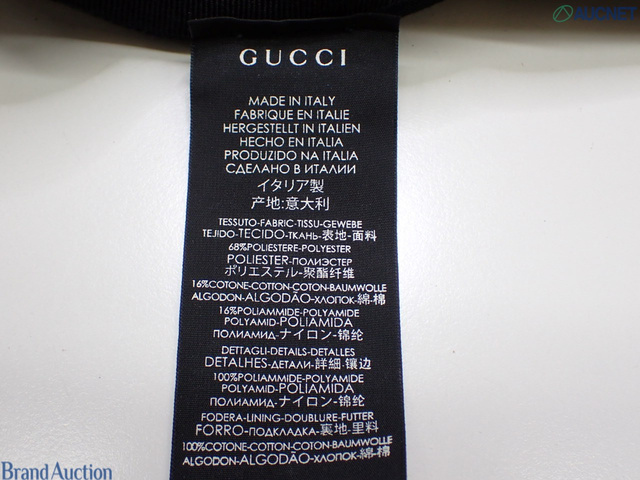 AUCNET
GUCCI
MADE IN ITALY
FABRIQUE EN ITALIE
HERGESTELLT IN ITALIEN
HECHO EN ITALIA
PRODUZIDO NA ITALIA
СДЕЛАНО В ИТАЛИИ
イタリア製
产地:意大利
TESSUTO-FABRIC-TISSU-GEWEBE
TEJIDO-TECIDO-ТКАНЬ-表地-面料
68%POLIESTERE-POLYESTER
POLIESTER-ПОЛИЭСТЕР
ポリエステル-聚酯纤维
16%COTONE-COTTON-COTON-BAUMWOLLE
ALGODON-ALGODÃO-ХЛОПОК-綿-棉
16%POLIAMMIDE-POLYAMIDE
POLYAMID-POLIAMIDA
ПОЛИАМИД-ナイロン-锦纶
DETTAGLI-DETAILS-DETALLES
DETALHES-ДЕТАЛИ-詳細-镶边
100%POLIAMMIDE-POLYAMIDE
POLYAMID-POLIAMIDA
ПОЛИАМИД-ナイロン-锦纶
FODERA-LINING-DOUBLURE-FUTTER
FORRO-ПОДКЛАДКА-裏地-里料
100%COTONE-COTTON-COTON-BAUMWOLLE
ALGODON-ALGODÃO-ХЛОПОК-綿-棉
Brand Auction